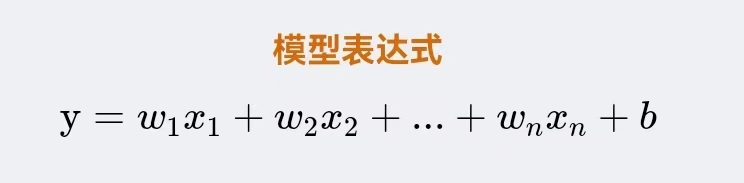 模型表达式
y = w₁x₁ + w₂x₂ + ... + wₙxₙ + b